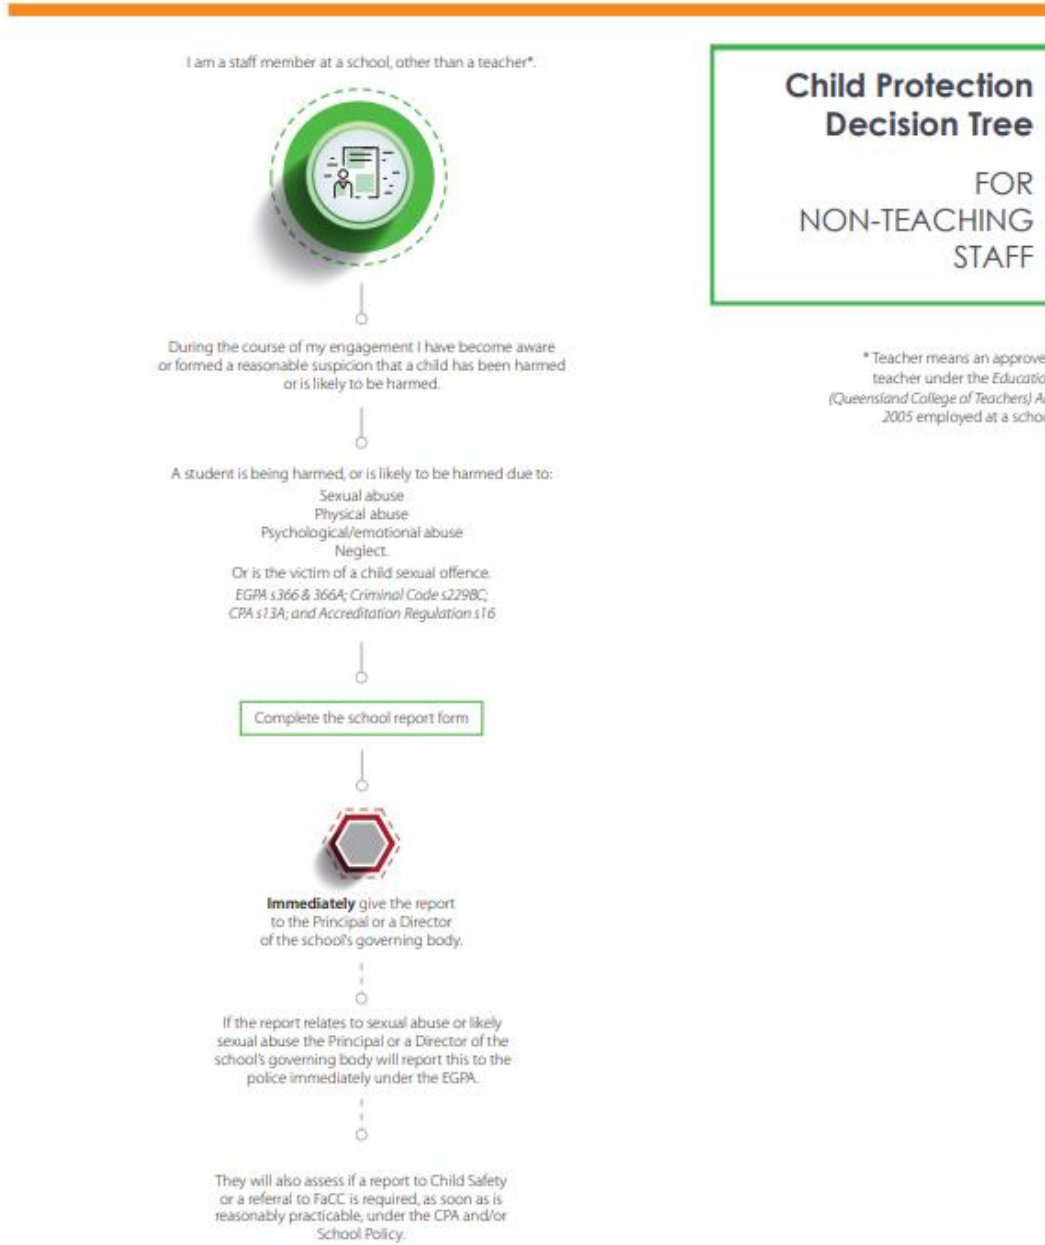 I am a staff member at a school, other than a teacher*.
Child Protection
Decision Tree
FOR
NON-TEACHING
STAFF
* Teacher means an approve
teacher under the Educatio
(Queensland College of Teachers) A
2005 employed at a schoo
During the course of my engagement I have become aware
or formed a reasonable suspicion that a child has been harmed
or is likely to be harmed.
A student is being harmed, or is likely to be harmed due to:
Sexual abuse
Physical abuse
Psychological/emotional abuse
Neglect.
Or is the victim of a child sexual offence.
EGPA s366 & 366A; Criminal Code s229BC;
CPA s13A; and Accreditation Regulation s16
Complete the school report form
Immediately give the report
to the Principal or a Director
of the school's governing body.
If the report relates to sexual abuse or likely
sexual abuse the Principal or a Director of the
school's governing body will report this to the
police immediately under the EGPA.
They will also assess if a report to Child Safety
or a referral to FaCC is required, as soon as is
reasonably practicable, under the CPA and/or
School Policy.